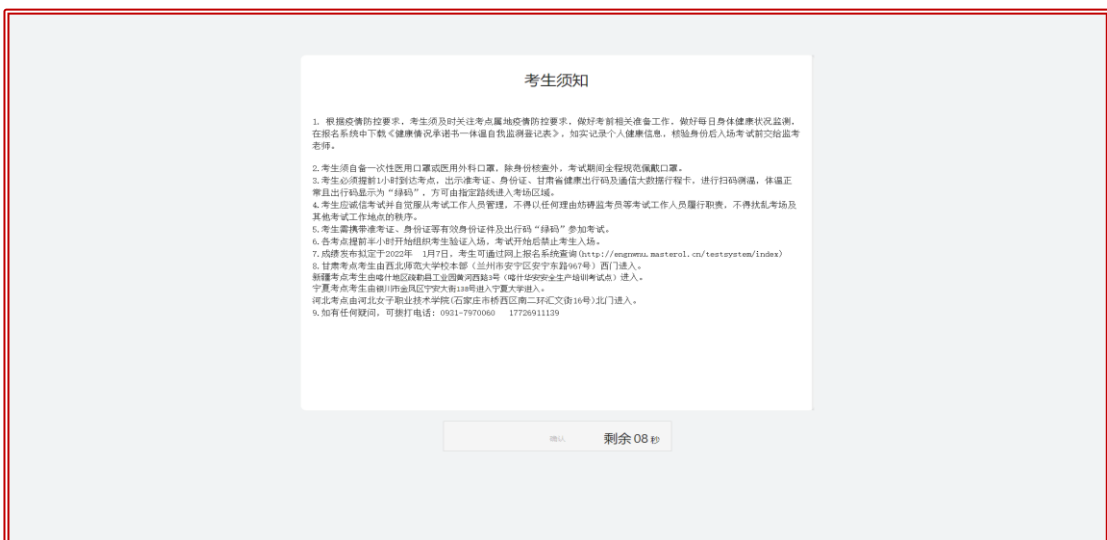 考生须知
1. 根据疫情防控要求，考生须及时关注考点属地疫情防控要求，做好考前相关准备工作，做好每日身体健康状况监测，
在报名系统中下载《健康情况承诺书一体温自我监测登记表》，如实记录个人健康信息，核验身份后入场考试前交给监考
老师。
2.考生须自备一次性医用口罩或医用外科口罩，除身份核查外，考试期间全程规范佩戴口罩。
3.考生必须提前1小时到达考点，出示准考证、身份证、甘肃省健康出行码及通信大数据行程卡，进行扫码测温，体温正
常且出行码显示为“绿码”，方可由指定路线进入考场区域。
4.考生应诚信考试并自觉服从考试工作人员管理，不得以任何理由妨碍监考员等考试工作人员履行职责，不得扰乱考场及
其他考试工作地点的秩序。
5.考生需携带准考证、身份证等有效身份证件及出行码“绿码”参加考试。
6.各考点提前半小时开始组织考生验证入场，考试开始后禁止考生入场。
7.成绩发布拟定于2022年 1月7日，考生可通过网上报名系统查询(http://engnwnu.masterol.cn/testsystem/index)
8.甘肃考点考生由西北师范大学校本部（兰州市安宁区安宁东路967号）西门进入。
新疆考点考生由喀什地区疏勒县工业园黄河西路3号（喀什华安安全生产培训考试点）进入。
宁夏考点考生由银川市金凤区宁安大街138号进入宁夏大学进入。
河北考点由河北女子职业技术学院(石家庄市桥西区南二环汇文街16号)北门进入。
9.如有任何疑问，可拨打电话：0931-7970060 17726911139
确认 剩余 08 秒